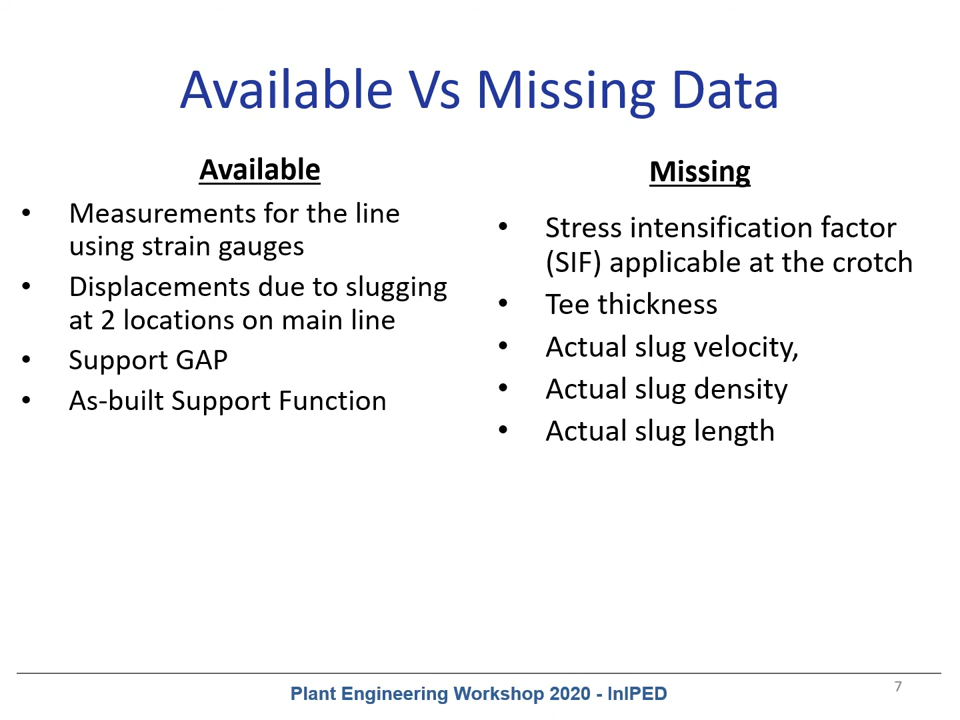 Available Vs Missing Data
Available
• Measurements for the line
using strain gauges
• Displacements due to slugging
at 2 locations on main line
• Support GAP
• As-built Support Function
Missing
• Stress intensification factor
(SIF) applicable at the crotch
• Tee thickness
• Actual slug velocity,
• Actual slug density
• Actual slug length
Plant Engineering Workshop 2020 - InIPED
7